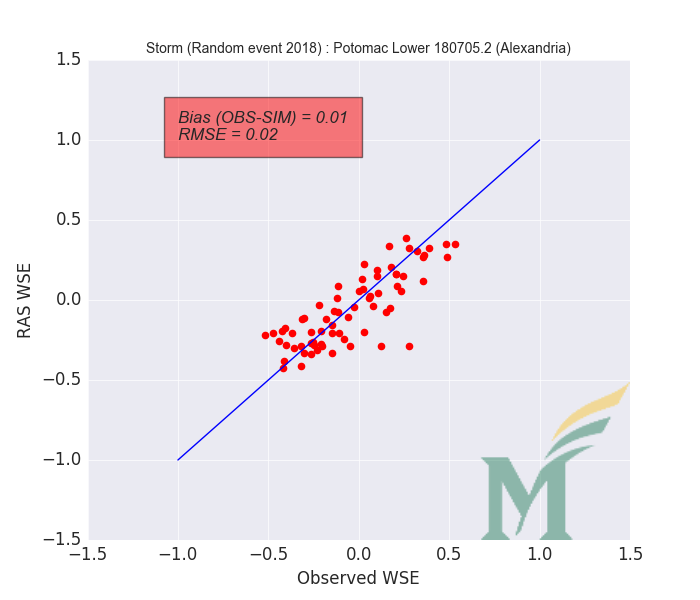 Storm (Random event 2018) : Potomac Lower 180705.2 (Alexandria)
1.5
Bias (OBS-SIM) = 0.01
RMSE = 0.02
1.0
0.5
RAS WSE
0.0
−0.5
−1.0
−1.5
−1.5 −1.0 −0.5 0.0 0.5 1.0 1.5
Observed WSE
M